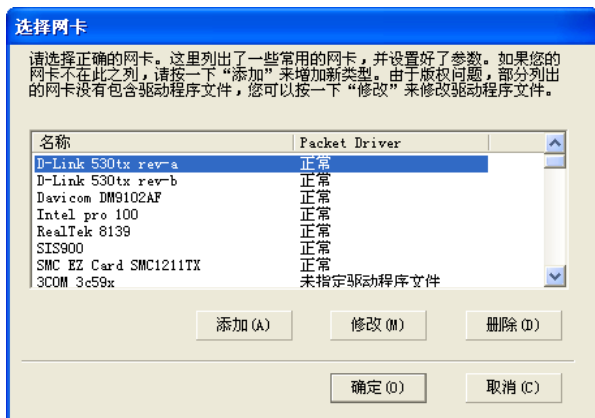 选择网卡
请选择正确的网卡。这里列出了一些常用的网卡，并设置好了参数。如果您的
网卡不在此之列，请按一下“添加”来增加新类型。由于版权问题，部分列出
的网卡没有包含驱动程序文件，您可以按一下“修改”来修改驱动程序文件。
名称 Packet Driver
D-Link 530tx rev-a 正常
D-Link 530tx rev-b 正常
Davicom DM9102AF 正常
Intel pro 100 正常
RealTek 8139 正常
SIS900 正常
SMC EZ Card SMC1211TX 正常
3COM 3c59x 未指定驱动程序文件
添加(A) 修改(M) 删除(D)
确定(O) 取消(C)